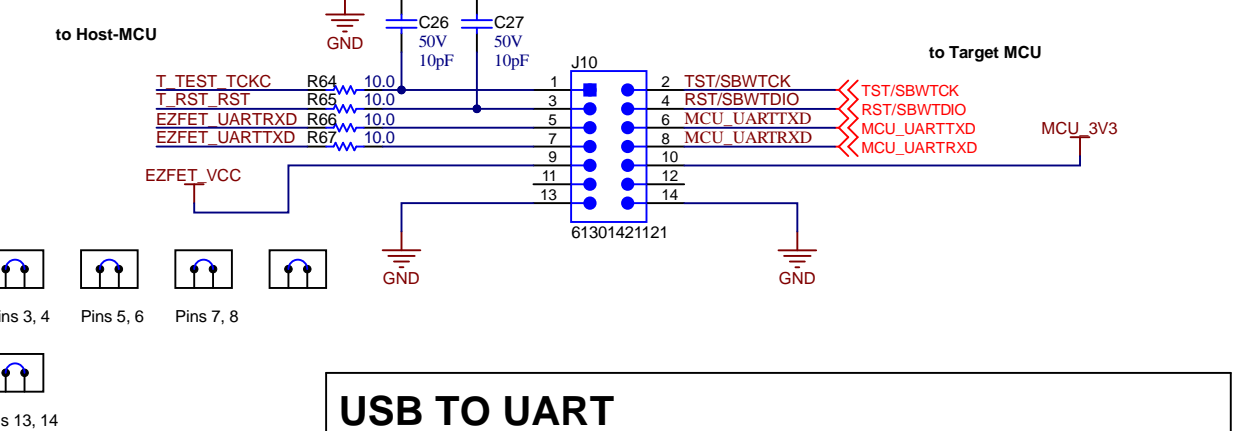 to Host-MCU
GND
C26
50V
10pF
C27
50V
10pF
to Target MCU
J10
T_TEST_TCKC R64 10.0 1 2 TST/SBWTCK TST/SBWTCK
T_RST_RST R65 10.0 3 4 RST/SBWTDIO RST/SBWTDIO
EZFET_UARTRXD R66 10.0 5 6 MCU_UARTTXD MCU_UARTTXD
EZFET_UARTTXD R67 10.0 7 8 MCU_UARTRXD MCU_UARTRXD
MCU_3V3
9 10
EZFET_VCC
11 12
13 14
61301421121
GND
GND
ins 3, 4
Pins 5, 6
Pins 7, 8
s 13, 14
USB TO UART